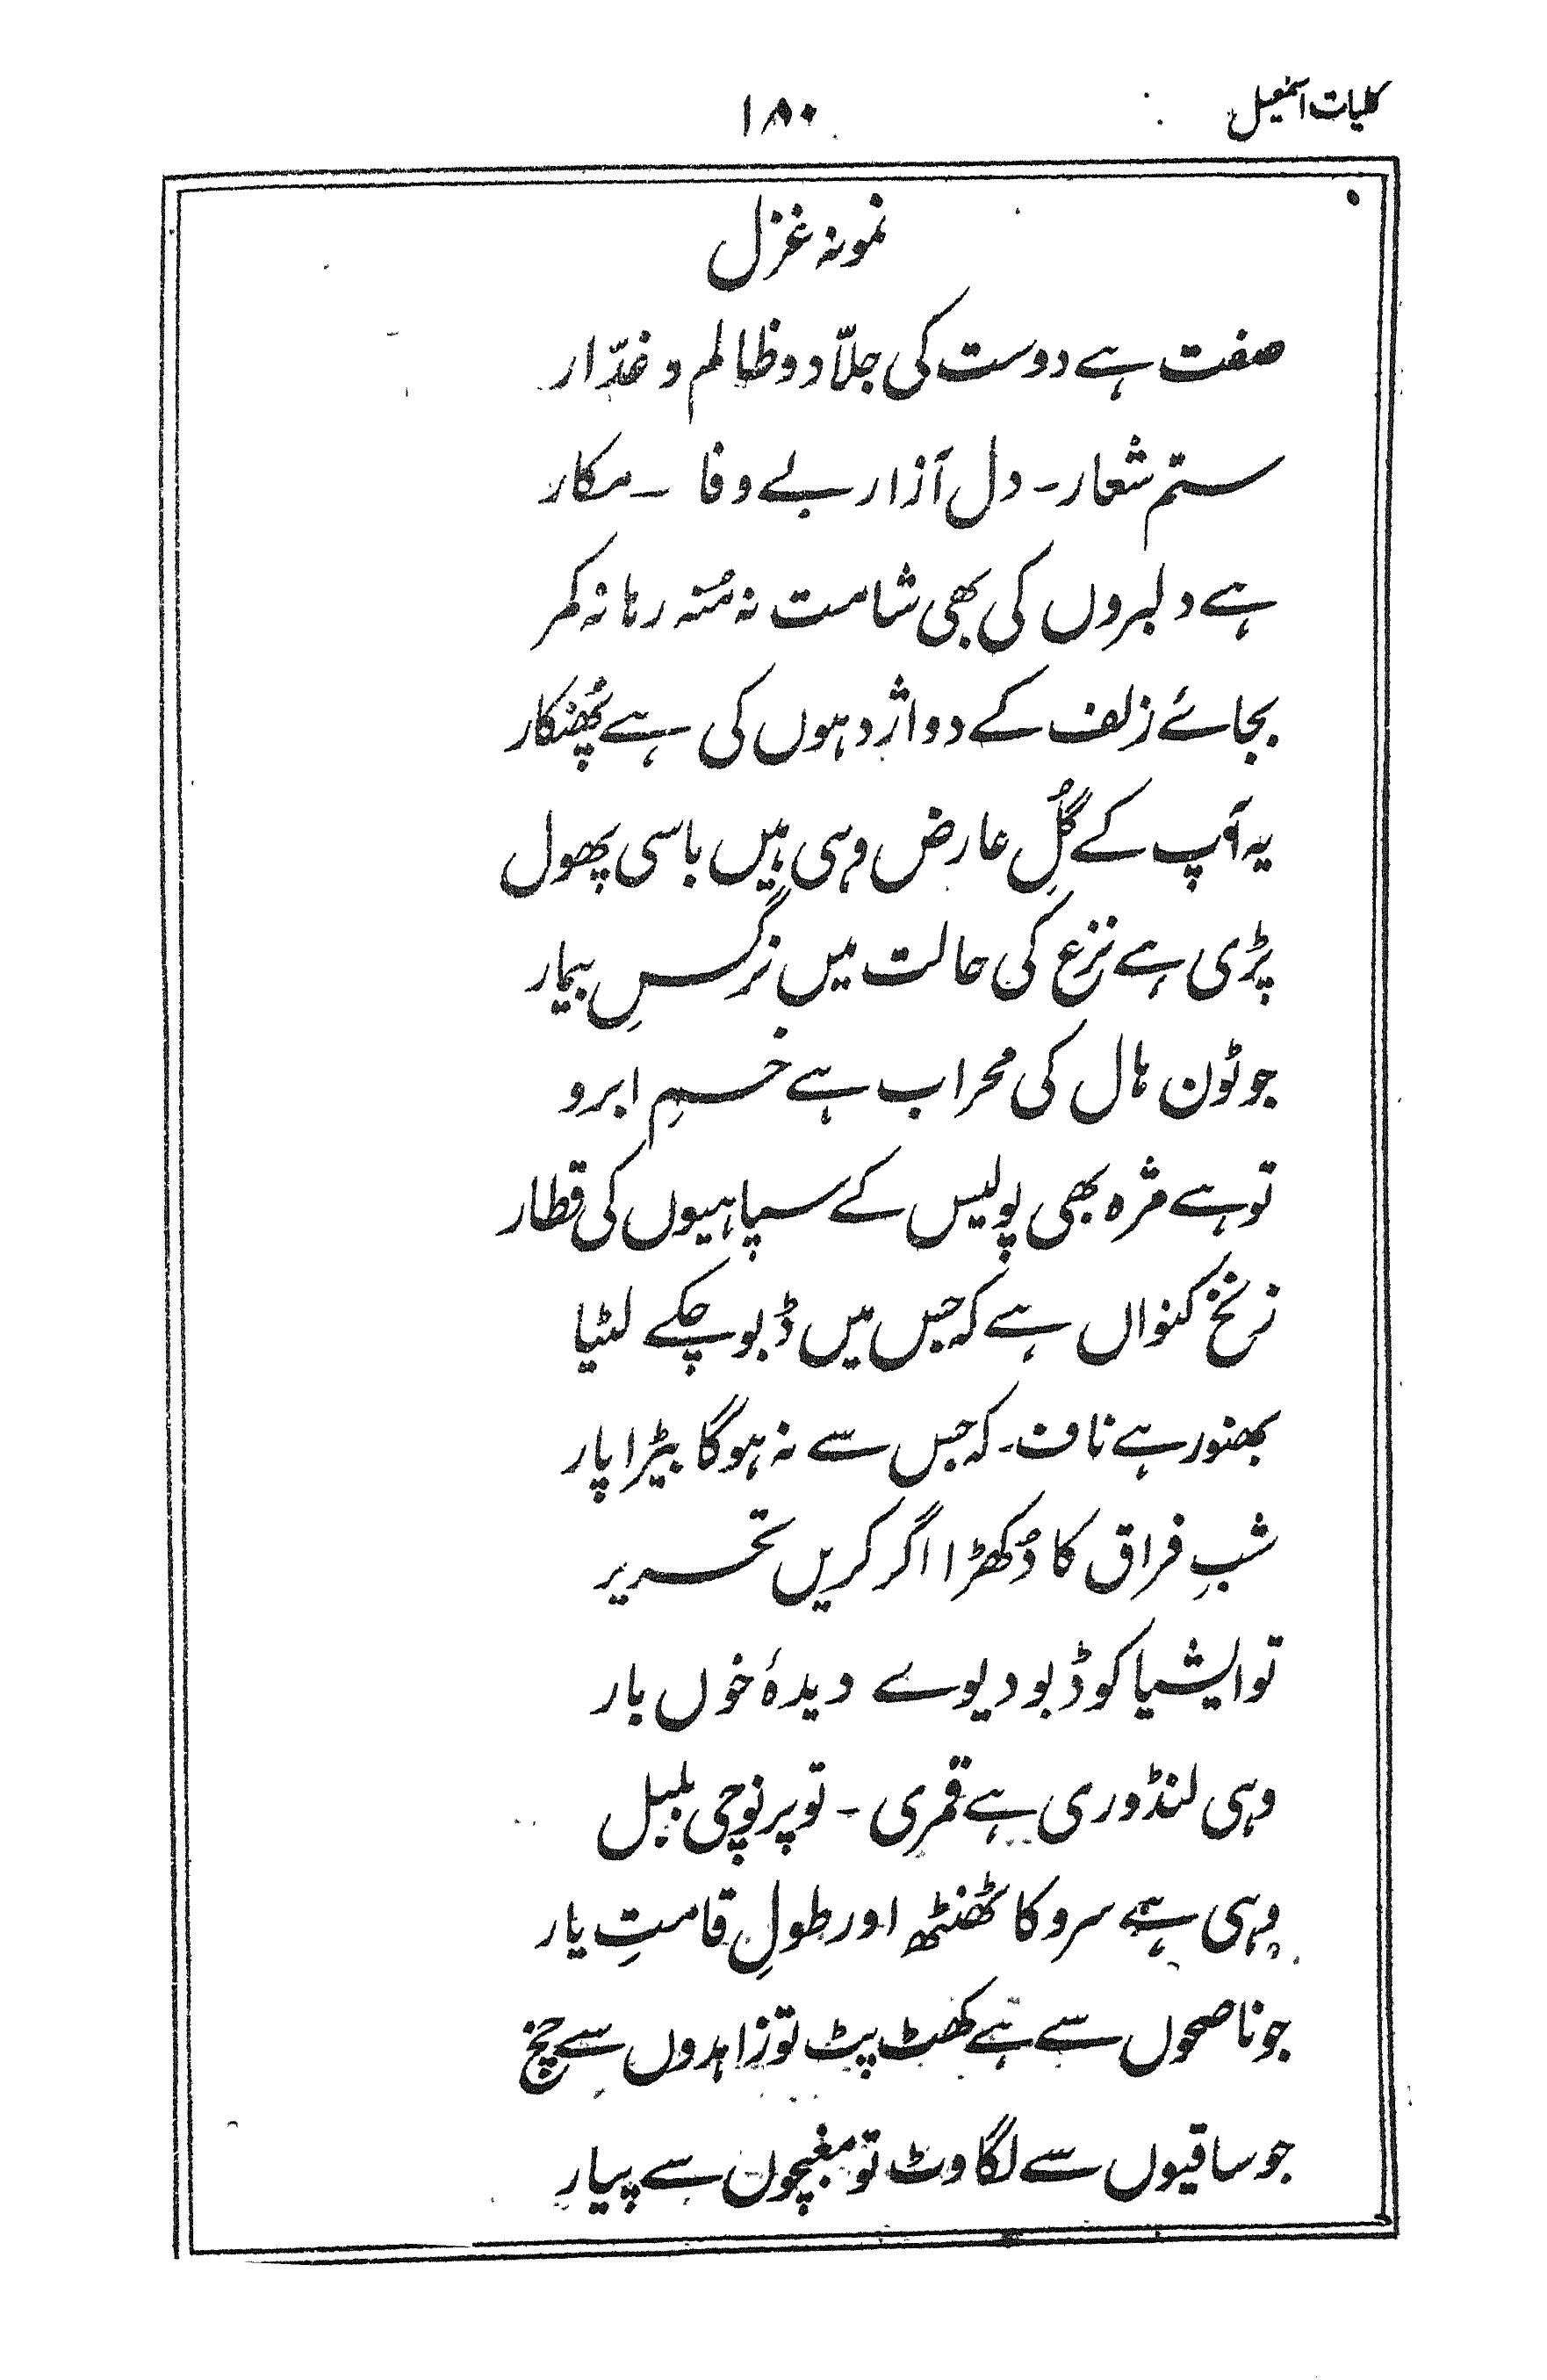 کلیات اسمٰعیل
۱۸۰
نمونہ غزل
صفت ہے دوست کی جلّاد و ظالم و غدّار
ستم شعار۔ دل آزار بے وفا ۔ مکار
ہے دلبروں کی بھی شامت نہ مُنہ رہا نہ کمر
بجائے زلف کے دو اژدہوں کی ہے پُھنکار
یہ آپ کے گُلِ عارض وہی ہیں باسی پھول
پڑی ہے نزع کی حالت میں نرگسِ بیمار
جو ٹون ہال کی محراب ہے خمِ ابرو
تو ہے مژہ بھی پولیس کے سپاہیوں کی قطار
زنخ کنواں ہے کہ جس میں ڈبو چکے لٹیا
بھنور ہے ناف۔ کہ جس سے نہ ہوگا بیڑا پار
شبِ فراق کا دُکھڑا اگر کریں تحریر
تو ایشیا کو ڈبو دیوے دیدۂ خوں بار
وہی لنڈوری ہے قمری ۔ تو پر نوچی بلبل
وہی ہے سرو کا ٹھنٹھ اور طولِ قامتِ یار
جو ناصحوں سے ہے کھٹ پٹ تو زاہدوں سے چخ
جو ساقیوں سے لگاوٹ تو مغبچوں سے پیار